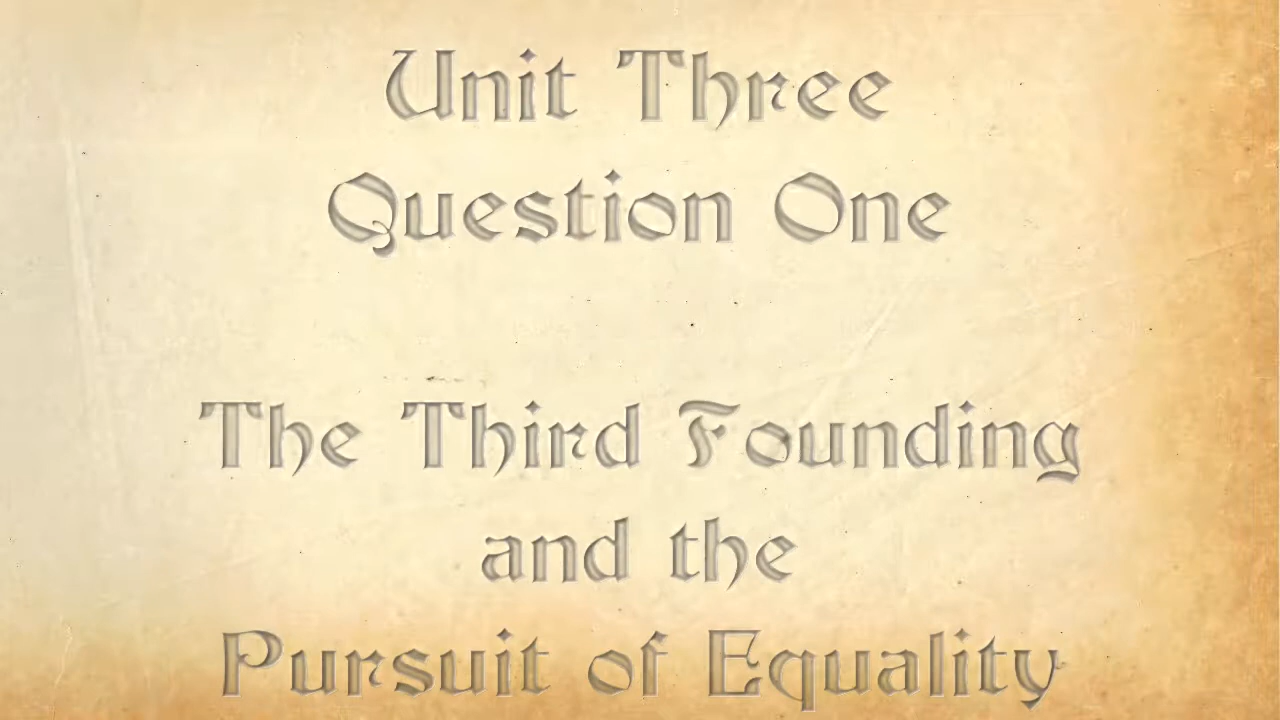 Unit Three
Question One
The Third Founding
and the
Pursuit of Equality